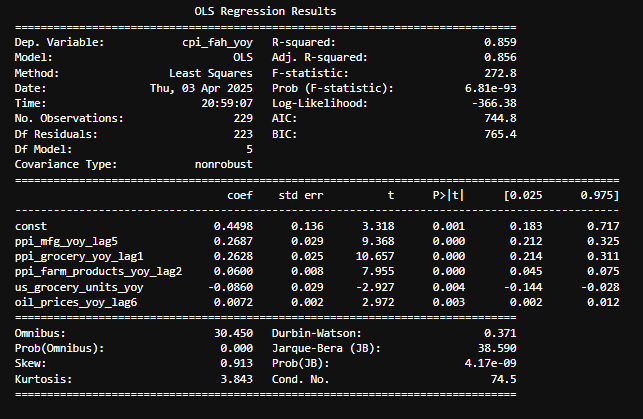 OLS Regression Results
==============================================================================
Dep. Variable:            cpi_fah_yoy   R-squared:                       0.859
Model:                            OLS   Adj. R-squared:                  0.856
Method:                 Least Squares   F-statistic:                     272.8
Date:                Thu, 03 Apr 2025   Prob (F-statistic):           6.81e-93
Time:                        20:59:07   Log-Likelihood:                -366.38
No. Observations:                 229   AIC:                             744.8
Df Residuals:                     223   BIC:                             765.4
Df Model:                           5
Covariance Type:            nonrobust
============================================================================================
coef    std err          t      P>|t|      [0.025      0.975]
--------------------------------------------------------------------------------------------
const                        0.4498      0.136      3.318      0.001       0.183       0.717
ppi_mfg_yoy_lag5             0.2687      0.029      9.368      0.000       0.212       0.325
ppi_grocery_yoy_lag1         0.2628      0.025     10.657      0.000       0.214       0.311
ppi_farm_products_yoy_lag2   0.0600      0.008      7.955      0.000       0.045       0.075
us_grocery_units_yoy        -0.0860      0.029     -2.927      0.004      -0.144      -0.028
oil_prices_yoy_lag6          0.0072      0.002      2.972      0.003       0.002       0.012
==============================================================================
Omnibus:                       30.450   Durbin-Watson:                   0.371
Prob(Omnibus):                  0.000   Jarque-Bera (JB):               38.590
Skew:                           0.913   Prob(JB):                     4.17e-09
Kurtosis:                       3.843   Cond. No.                         74.5
==============================================================================